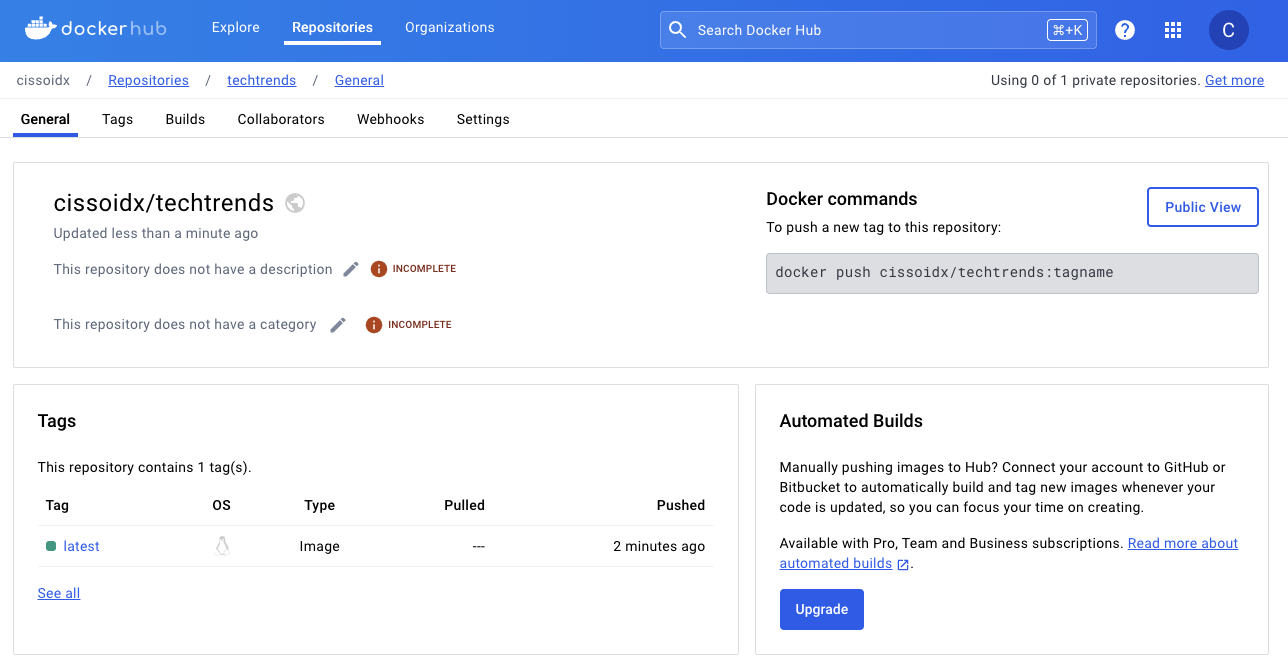 dockerhub Explore Repositories Organizations Search Docker Hub ⌘+K ? C
cissoidx / Repositories / techtrends / General Using 0 of 1 private repositories. Get more
General Tags Builds Collaborators Webhooks Settings
cissoidx/techtrends
Updated less than a minute ago
This repository does not have a description INCOMPLETE
This repository does not have a category INCOMPLETE
Docker commands
Public View
To push a new tag to this repository:
docker push cissoidx/techtrends:tagname
Tags
This repository contains 1 tag(s).
Tag OS Type Pulled Pushed
latest Image --- 2 minutes ago
See all
Automated Builds
Manually pushing images to Hub? Connect your account to GitHub or
Bitbucket to automatically build and tag new images whenever your
code is updated, so you can focus your time on creating.
Available with Pro, Team and Business subscriptions. Read more about
automated builds .
Upgrade